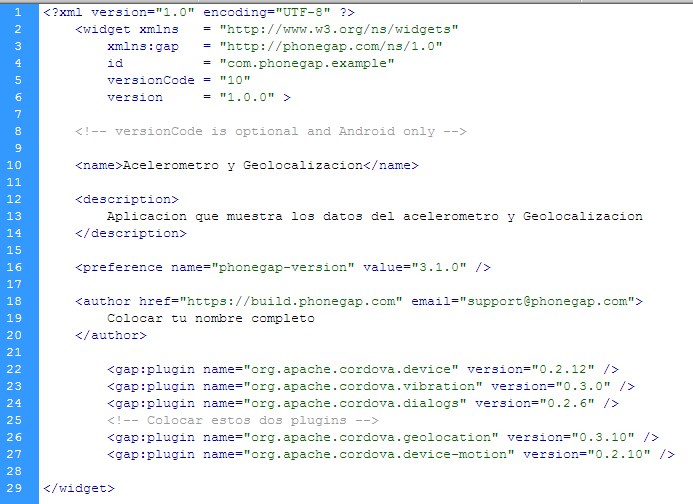 1 <?xml version="1.0" encoding="UTF-8" ?>
2 <widget xmlns = "http://www.w3.org/ns/widgets"
3 xmlns:gap = "http://phonegap.com/ns/1.0"
4 id = "com.phonegap.example"
5 versionCode = "10"
6 version = "1.0.0" >
7
8 <!-- versionCode is optional and Android only -->
9
10 <name>Acelerometro y Geolocalizacion</name>
11
12 <description>
13 Aplicacion que muestra los datos del acelerometro y Geolocalizacion
14 </description>
15
16 <preference name="phonegap-version" value="3.1.0" />
17
18 <author href="https://build.phonegap.com" email="support@phonegap.com">
19 Colocar tu nombre completo
20 </author>
21
22 <gap:plugin name="org.apache.cordova.device" version="0.2.12" />
23 <gap:plugin name="org.apache.cordova.vibration" version="0.3.0" />
24 <gap:plugin name="org.apache.cordova.dialogs" version="0.2.6" />
25 <!-- Colocar estos dos plugins -->
26 <gap:plugin name="org.apache.cordova.geolocation" version="0.3.10" />
27 <gap:plugin name="org.apache.cordova.device-motion" version="0.2.10" />
28
29 </widget>